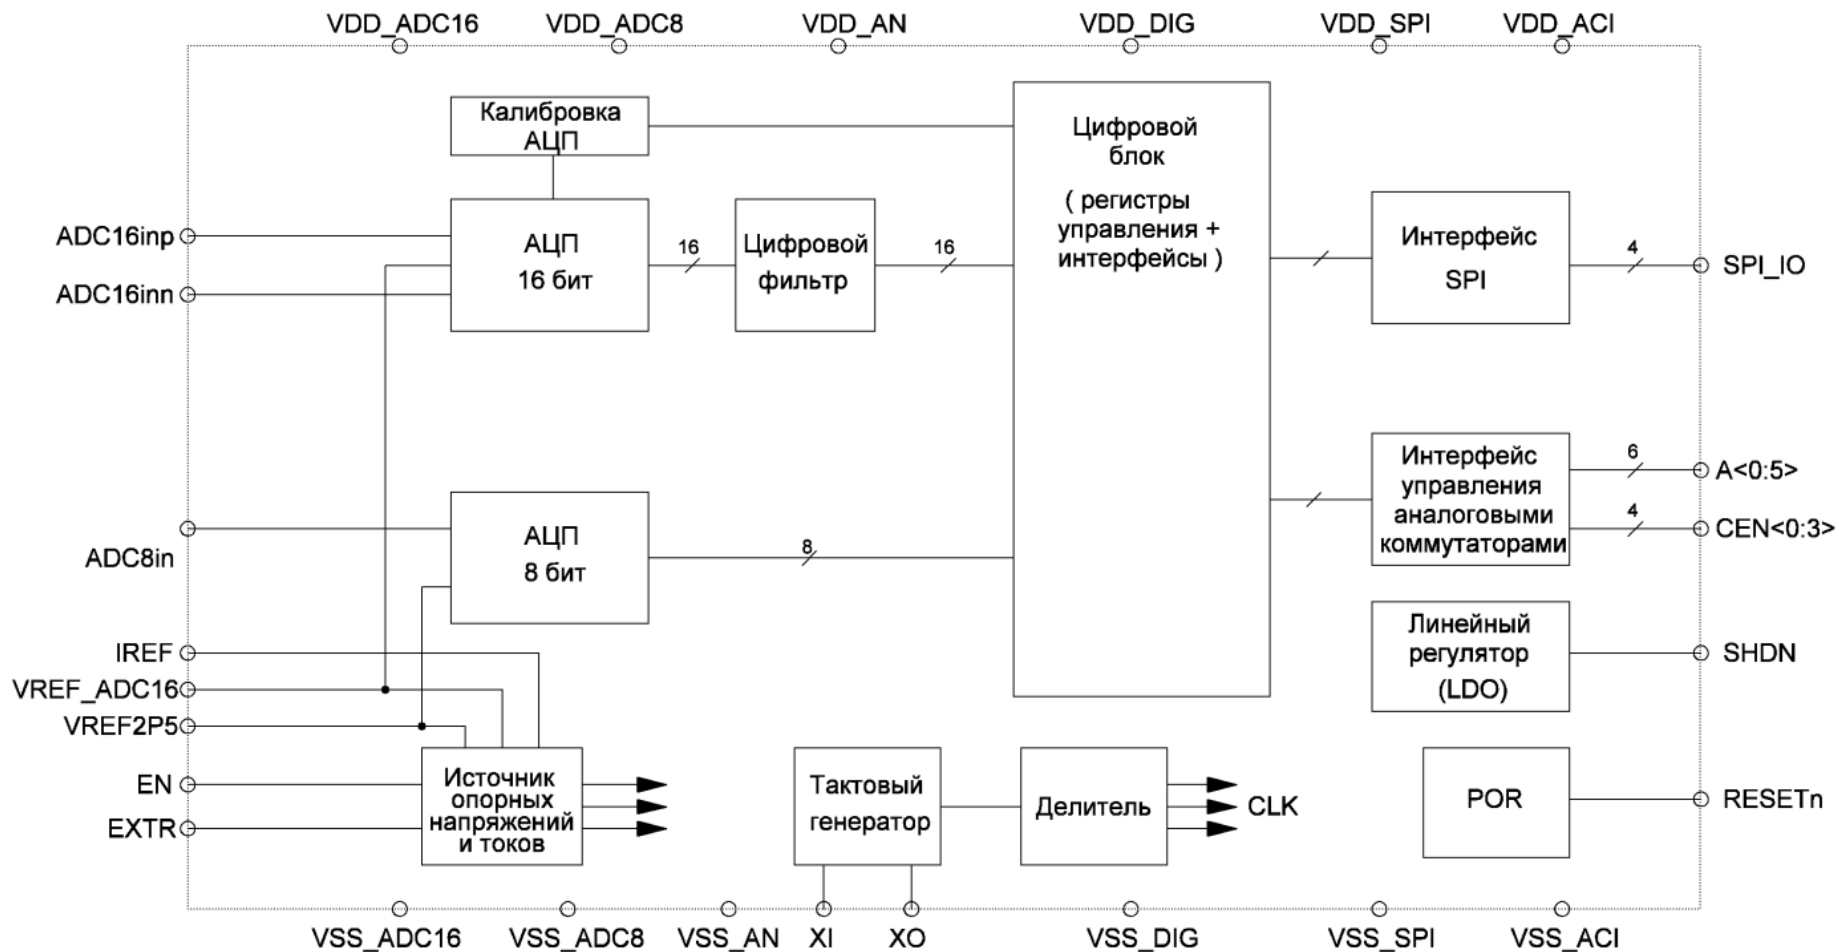 VDD_ADC16 VDD_ADC8 VDD_AN VDD_DIG VDD_SPI VDD_ACI
Калибровка
АЦП
Цифровой
блок
( регистры
управления +
интерфейсы )
ADC16inp
ADC16inn
АЦП
16 бит
16
Цифровой
фильтр
16
Интерфейс
SPI
4
SPI_IO
ADC8in
АЦП
8 бит
8
Интерфейс
управления
аналоговыми
коммутаторами
6
A<0:5>
4
CEN<0:3>
IREF
VREF_ADC16
VREF2P5
Линейный
регулятор
(LDO)
SHDN
EN
EXTR
Источник
опорных
напряжений
и токов
Тактовый
генератор
Делитель
CLK
POR
RESETn
VSS_ADC16 VSS_ADC8 VSS_AN XI XO VSS_DIG VSS_SPI VSS_ACI